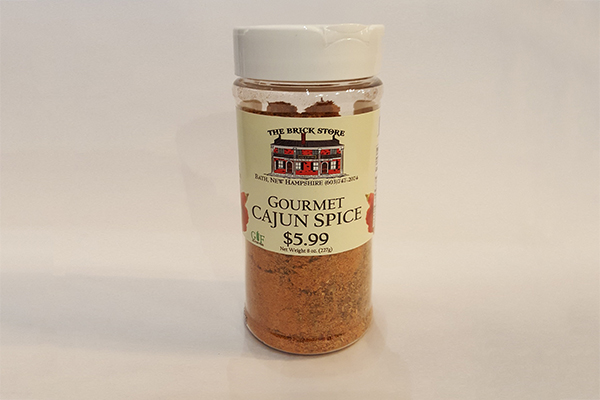 THE BRICK STORE
BATH, NEW HAMPSHIRE (603)747-2074
GOURMET
CAJUN SPICE
$5.99
GF
Net Weight 8 oz. (227g)